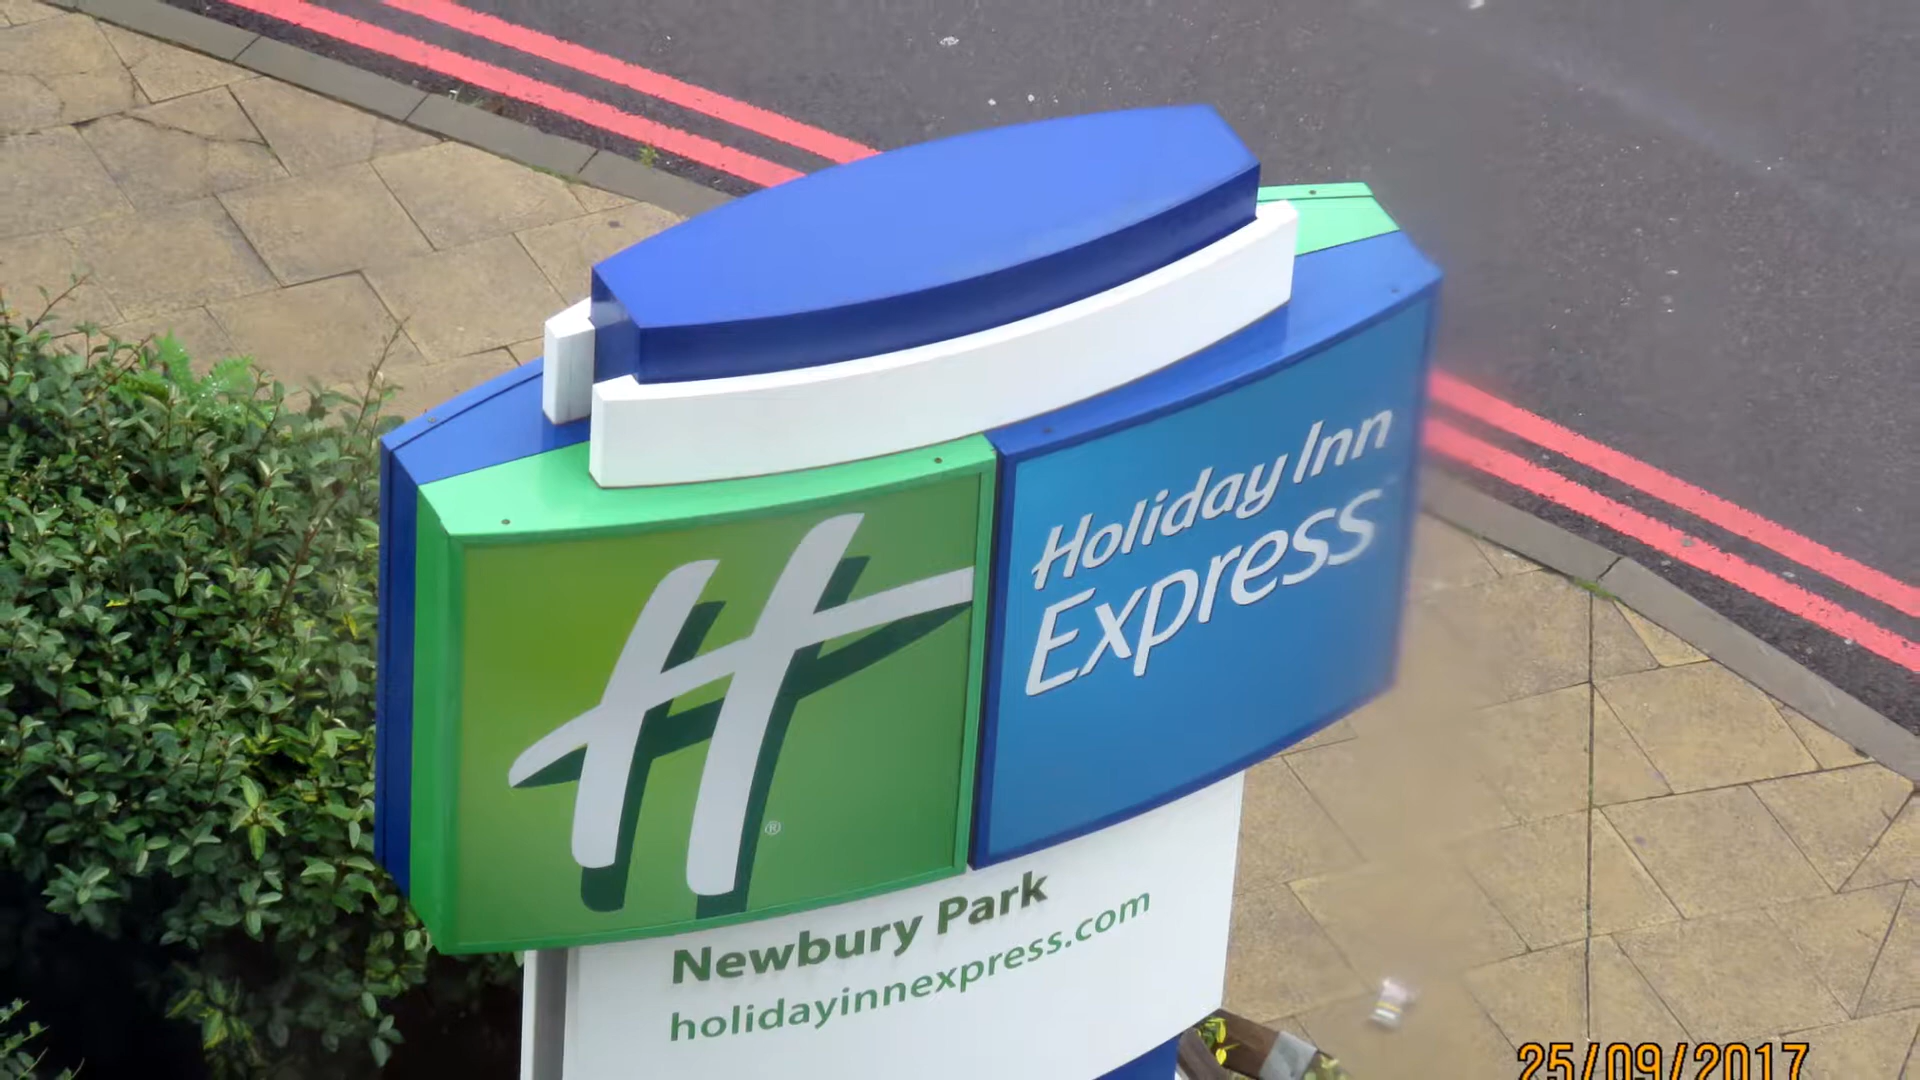 H
®
Holiday Inn
Express
Newbury Park
holidayinnexpress.com
25/09/2017